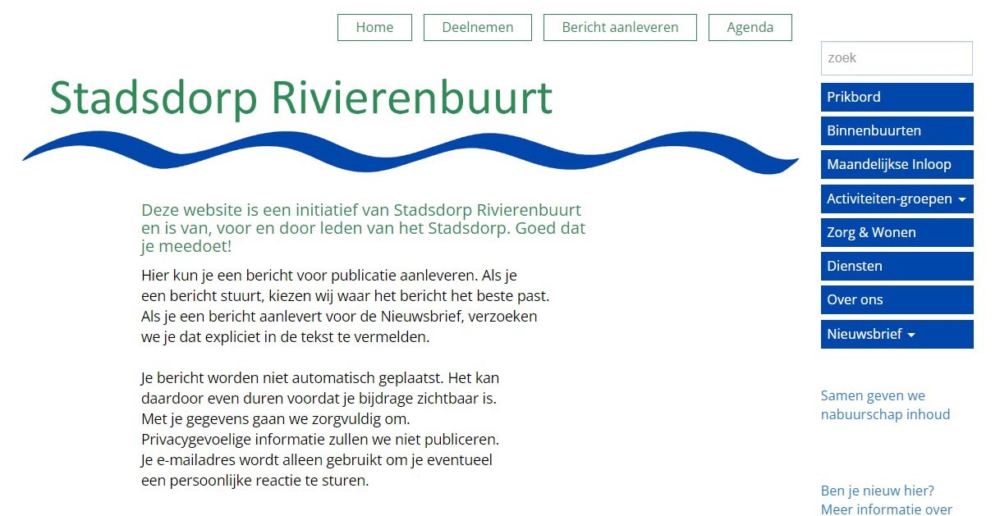 Home
Deelnemen
Bericht aanleveren
Agenda
zoek
Stadsdorp Rivierenbuurt
Prikbord
Binnenbuurten
Maandelijkse Inloop
Activiteiten-groepen
Zorg & Wonen
Diensten
Over ons
Nieuwsbrief
Deze website is een initiatief van Stadsdorp Rivierenbuurt
en is van, voor en door leden van het Stadsdorp. Goed dat
je meedoet!
Hier kun je een bericht voor publicatie aanleveren. Als je
een bericht stuurt, kiezen wij waar het bericht het beste past.
Als je een bericht aanlevert voor de Nieuwsbrief, verzoeken
we je dat expliciet in de tekst te vermelden.
Je bericht worden niet automatisch geplaatst. Het kan
daardoor even duren voordat je bijdrage zichtbaar is.
Met je gegevens gaan we zorgvuldig om.
Privacygevoelige informatie zullen we niet publiceren.
Je e-mailadres wordt alleen gebruikt om je eventueel
een persoonlijke reactie te sturen.
Samen geven we
nabuurschap inhoud
Ben je nieuw hier?
Meer informatie over